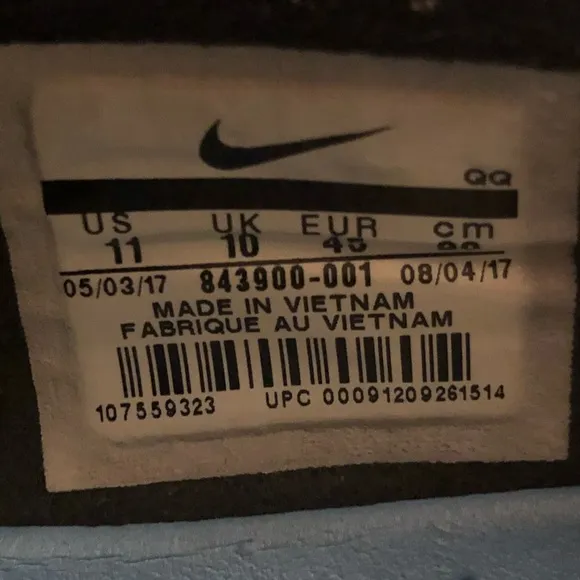 QQ
US UK EUR cm
11 10 45
05/03/17 843900-001 08/04/17
MADE IN VIETNAM
FABRIQUE AU VIETNAM
107559323 UPC 00091209261514